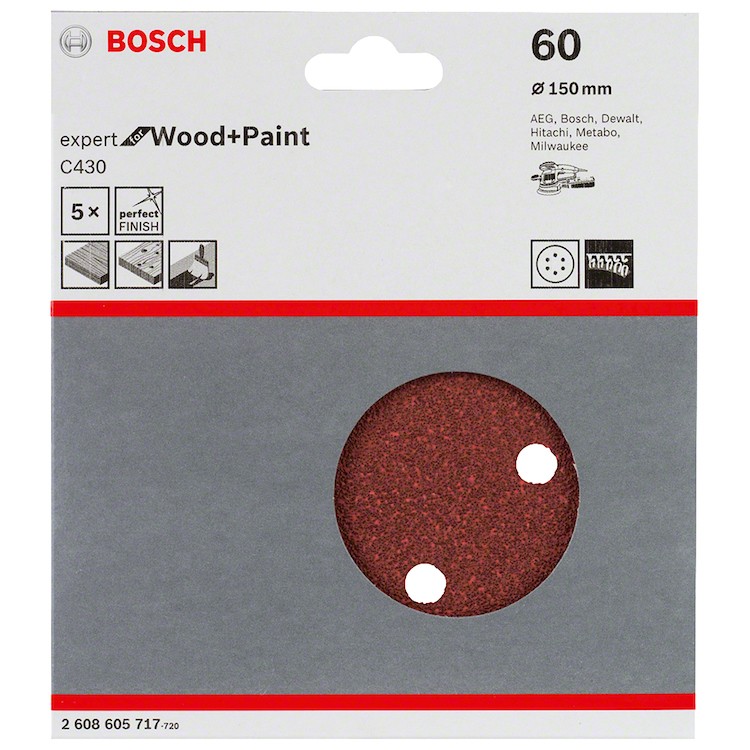 BOSCH
expert for Wood+Paint
C430
5 ×
perfect
FINISH
60
Ø 150 mm
AEG, Bosch, Dewalt,
Hitachi, Metabo,
Milwaukee
2 608 605 717-720